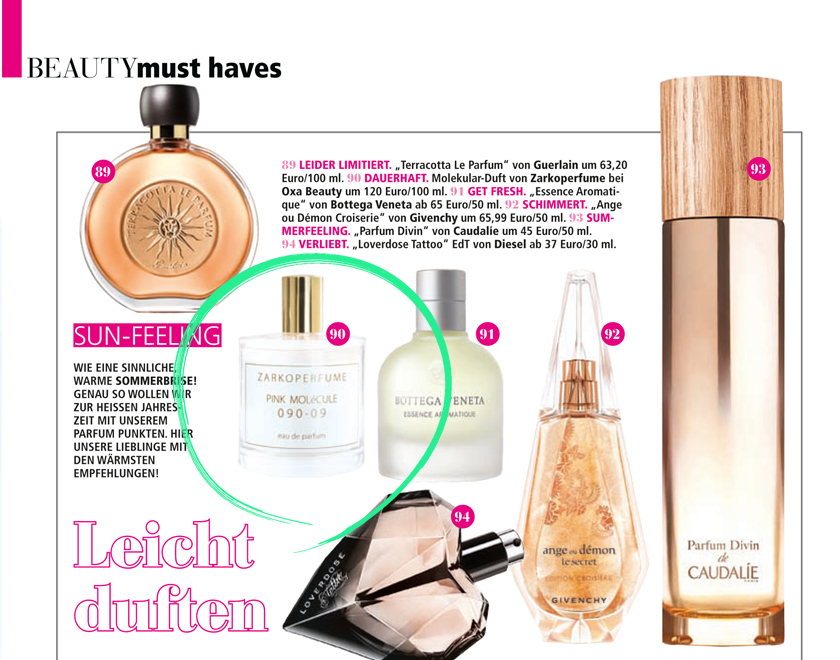 BEAUTYmust haves
89
89 LEIDER LIMITIERT. „Terracotta Le Parfum“ von Guerlain um 63,20
Euro/100 ml. 90 DAUERHAFT. Molekular-Duft von Zarkoperfume bei
Oxa Beauty um 120 Euro/100 ml. 91 GET FRESH. „Essence Aromati-
que“ von Bottega Veneta ab 65 Euro/50 ml. 92 SCHIMMERT. „Ange
ou Démon Croiserie“ von Givenchy um 65,99 Euro/50 ml. 93 SUM-
MERFEELING. „Parfum Divin“ von Caudalie um 45 Euro/50 ml.
94 VERLIEBT. „Loverdose Tattoo“ EdT von Diesel ab 37 Euro/30 ml.
93
TERRACOTTA LE PARFUM
Guerlain
SUN-FEELING
WIE EINE SINNLICHE,
WARME SOMMERBRISE!
GENAU SO WOLLEN WIR
ZUR HEISSEN JAHRES-
ZEIT MIT UNSEREM
PARFUM PUNKTEN. HIER
UNSERE LIEBLINGE MIT
DEN WÄRMSTEN
EMPFEHLUNGEN!
90
ZARKOPERFUME
PINK MOLéCULE
090·09
eau de parfum
91
BOTTEGA VENETA
ESSENCE AROMATIQUE
92
ange ou démon
le secret
EDITION CROISIÈRE
GIVENCHY
Parfum Divin
de
CAUDALÍE
PARIS
94
LOVERDOSE
Tattoo
Leicht
duften